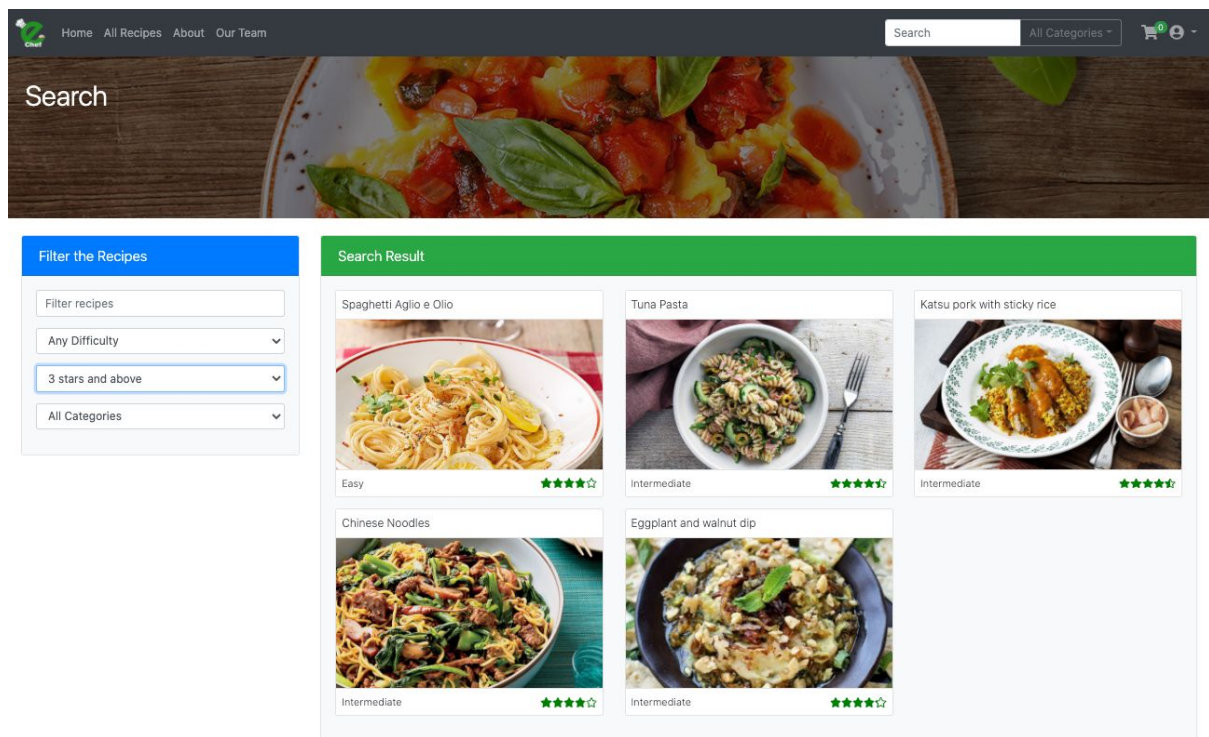 Chef
Home All Recipes About Our Team
Search All Categories 0
Search
Filter the Recipes
Filter recipes
Any Difficulty
3 stars and above
All Categories
Search Result
Spaghetti Aglio e Olio
Easy
Tuna Pasta
Intermediate
Katsu pork with sticky rice
Intermediate
Chinese Noodles
Intermediate
Eggplant and walnut dip
Intermediate